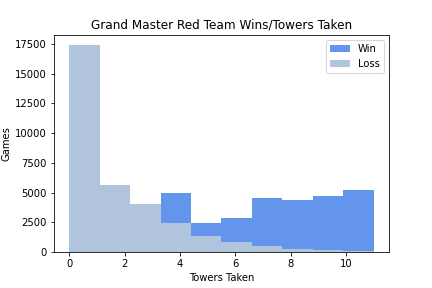 Grand Master Red Team Wins/Towers Taken
Win
Loss
17500
15000
12500
10000
7500
5000
2500
0
Games
0 2 4 6 8 10
Towers Taken